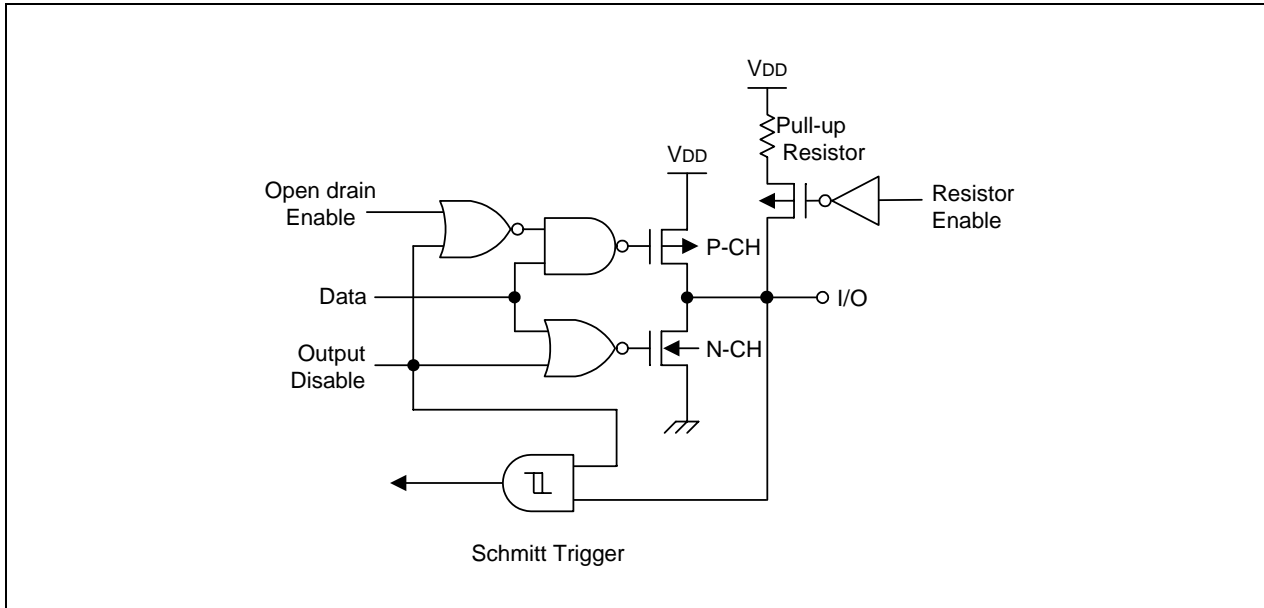 VDD
Pull-up
Resistor
VDD
Open drain
Enable
Resistor
Enable
P-CH
Data
I/O
Output
Disable
N-CH
Schmitt Trigger